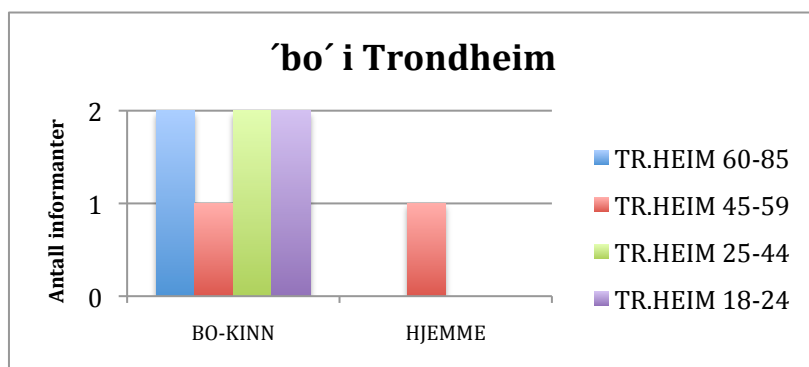 ´bo´ i Trondheim
Antall informanter
2
1
0
BO-KINN
HJEMME
TR.HEIM 60-85
TR.HEIM 45-59
TR.HEIM 25-44
TR.HEIM 18-24